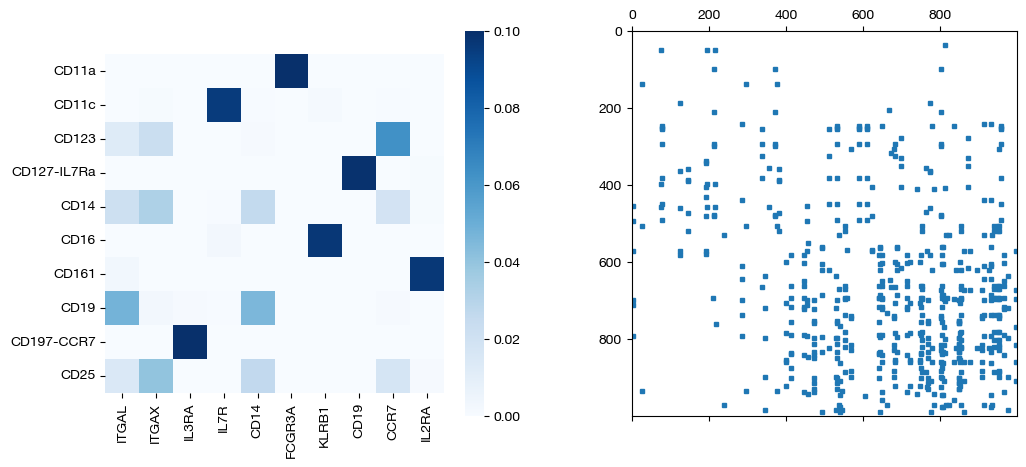 CD11a
CD11c
CD123
CD127-IL7Ra
CD14
CD16
CD161
CD19
CD197-CCR7
CD25
ITGAL
ITGAX
IL3RA
IL7R
CD14
FCGR3A
KLRB1
CD19
CCR7
IL2RA
0.10
0.08
0.06
0.04
0.02
0.00
0 200 400 600 800
0
200
400
600
800